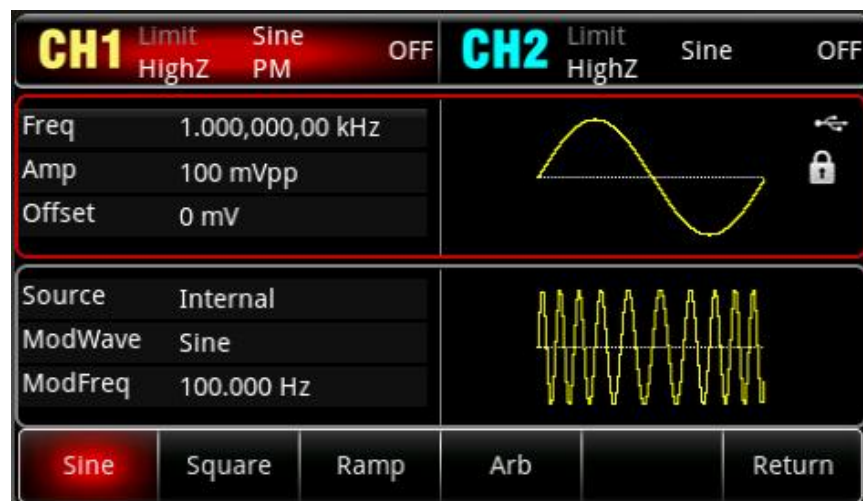 CH1 Limit Sine OFF CH2 Limit Sine OFF
HighZ PM HighZ
Freq 1.000,000,00 kHz
Amp 100 mVpp
Offset 0 mV
Source Internal
ModWave Sine
ModFreq 100.000 Hz
Sine Square Ramp Arb Return